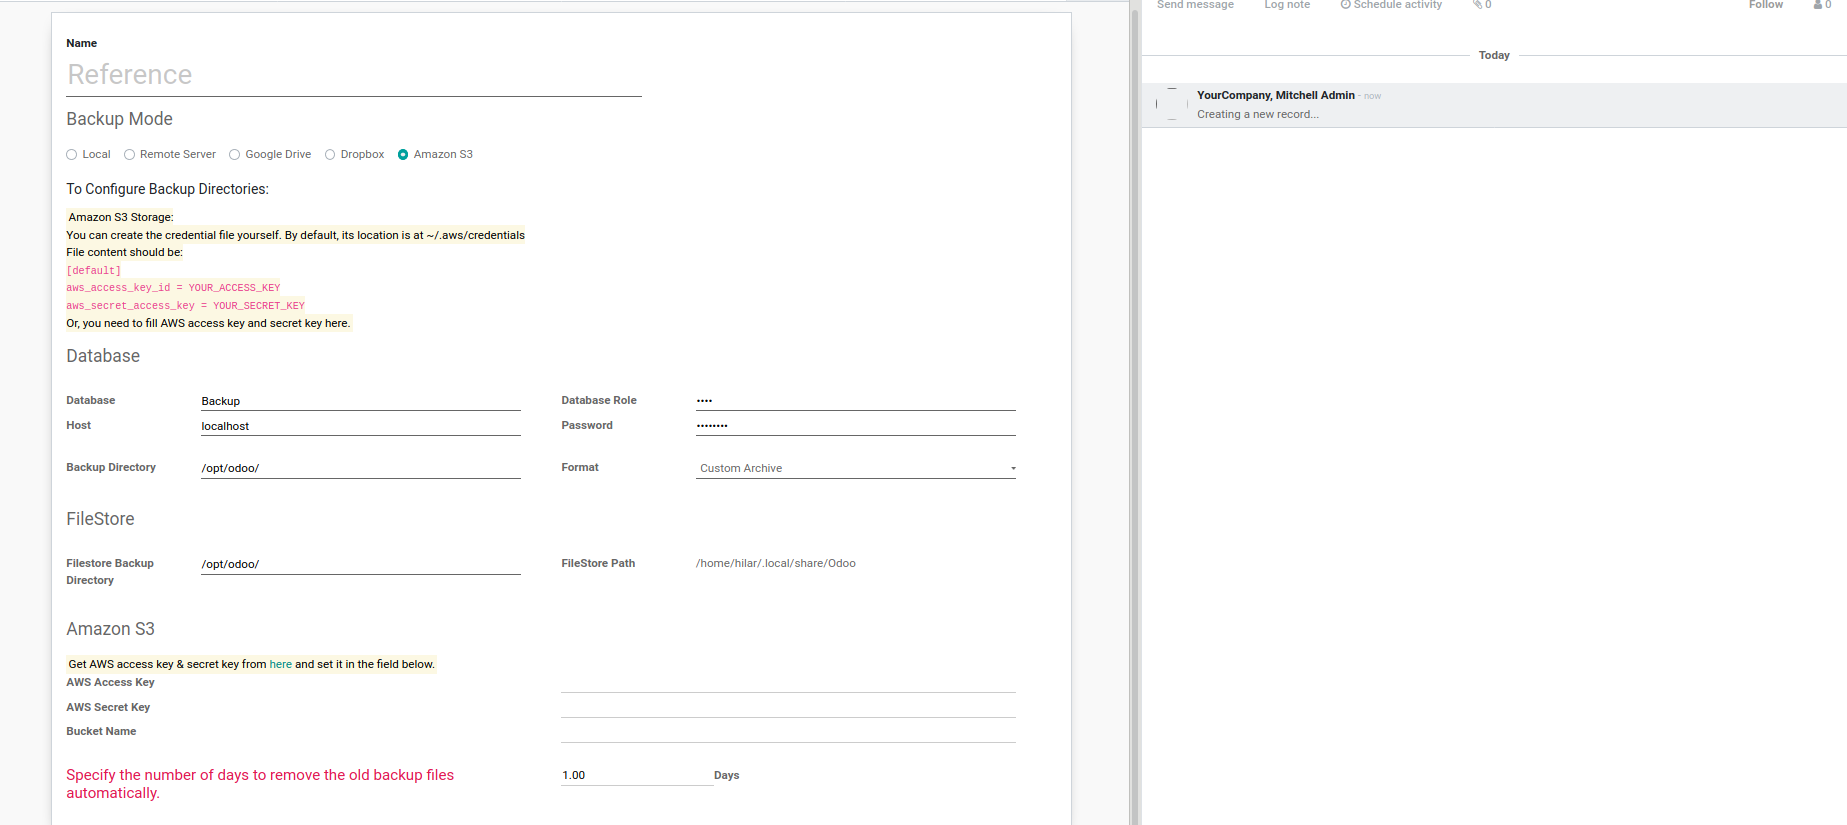 Send message Log note Schedule activity 0 Follow 0
Name
Reference
Backup Mode
Local Remote Server Google Drive Dropbox Amazon S3
To Configure Backup Directories:
Amazon S3 Storage:
You can create the credential file yourself. By default, its location is at ~/.aws/credentials
File content should be:
[default]
aws_access_key_id = YOUR_ACCESS_KEY
aws_secret_access_key = YOUR_SECRET_KEY
Or, you need to fill AWS access key and secret key here.
Database
Database Backup Database Role ••••
Host localhost Password ••••••••
Backup Directory /opt/odoo/ Format Custom Archive
FileStore
Filestore Backup Directory /opt/odoo/ FileStore Path /home/hilar/.local/share/Odoo
Amazon S3
Get AWS access key & secret key from here and set it in the field below.
AWS Access Key
AWS Secret Key
Bucket Name
Specify the number of days to remove the old backup files 1.00 Days
automatically.
Today
YourCompany, Mitchell Admin - now
Creating a new record...